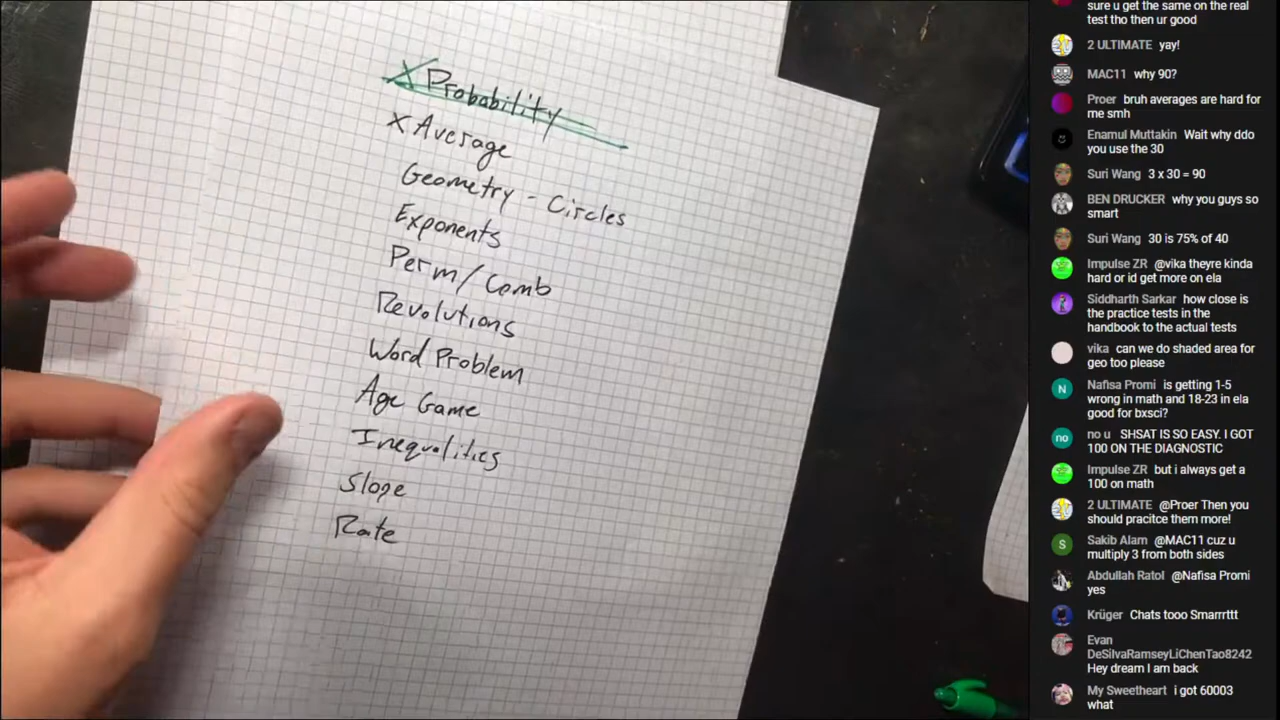 X Probability
X Average
Geometry - Circles
Exponents
Perm/Comb
Revolutions
Word Problem
Age Game
Inequalities
Slope
Rate
sure u get the same on the real
test tho then ur good
2 ULTIMATE yay!
MAC11 why 90?
Proer bruh averages are hard for
me smh
Enamul Muttakin Wait why ddo
you use the 30
Suri Wang 3 x 30 = 90
BEN DRUCKER why you guys so
smart
Suri Wang 30 is 75% of 40
Impulse ZR @vika theyre kinda
hard or id get more on ela
Siddharth Sarkar how close is
the practice tests in the
handbook to the actual tests
vika can we do shaded area for
geo too please
N
Nafisa Promi is getting 1-5
wrong in math and 18-23 in ela
good for bxsci?
no
no u SHSAT IS SO EASY. I GOT
100 ON THE DIAGNOSTIC
Impulse ZR but i always get a
100 on math
2 ULTIMATE @Proer Then you
should pracitce them more!
S
Sakib Alam @MAC11 cuz u
multiply 3 from both sides
Abdullah Ratol @Nafisa Promi
yes
Krüger Chats tooo Smarrrttt
Evan
DeSilvaRamseyLiChenTao8242
Hey dream I am back
My Sweetheart i got 60003
what